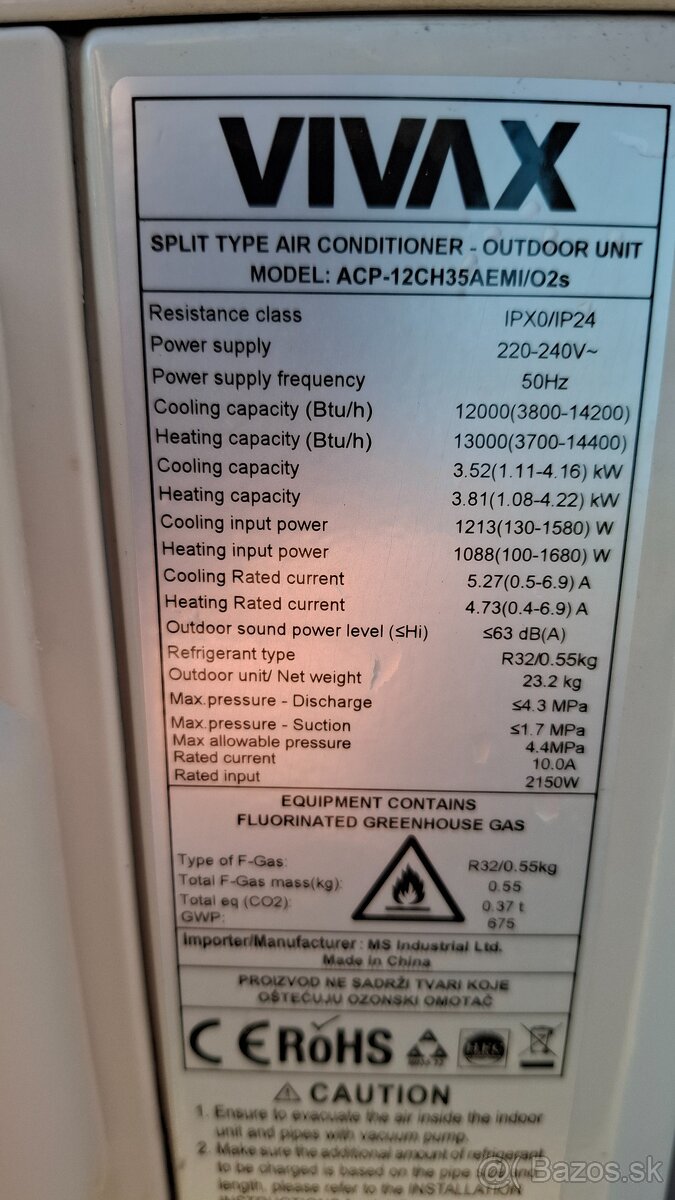 VIVAX
SPLIT TYPE AIR CONDITIONER - OUTDOOR UNIT
MODEL: ACP-12CH35AEMI/O2s
Resistance class IPX0/IP24
Power supply 220-240V~
Power supply frequency 50Hz
Cooling capacity (Btu/h) 12000(3800-14200)
Heating capacity (Btu/h) 13000(3700-14400)
Cooling capacity 3.52(1.11-4.16) kW
Heating capacity 3.81(1.08-4.22) kW
Cooling input power 1213(130-1580) W
Heating input power 1088(100-1680) W
Cooling Rated current 5.27(0.5-6.9) A
Heating Rated current 4.73(0.4-6.9) A
Outdoor sound power level (≤Hi) ≤63 dB(A)
Refrigerant type R32/0.55kg
Outdoor unit/ Net weight 23.2 kg
Max.pressure - Discharge ≤4.3 MPa
Max.pressure - Suction ≤1.7 MPa
Max allowable pressure 4.4MPa
Rated current 10.0A
Rated input 2150W
EQUIPMENT CONTAINS
FLUORINATED GREENHOUSE GAS
Type of F-Gas: R32/0.55kg
Total F-Gas mass(kg): 0.55
Total eq (CO2): 0.37 t
GWP: 675
Importer/Manufacturer : MS Industrial Ltd.
Made in China
PROIZVOD NE SADRŽI TVARI KOJE
OŠTEĆUJU OZONSKI OMOTAČ
CE RoHS
⚠ CAUTION
1. Ensure to evacuate the air inside the indoor
unit and pipes with vacuum pump.
2. Make sure the additional amount of refrigerant
to be charged is based on the pipe size and
length, please refer to the INSTALLATION
Bazos.sk